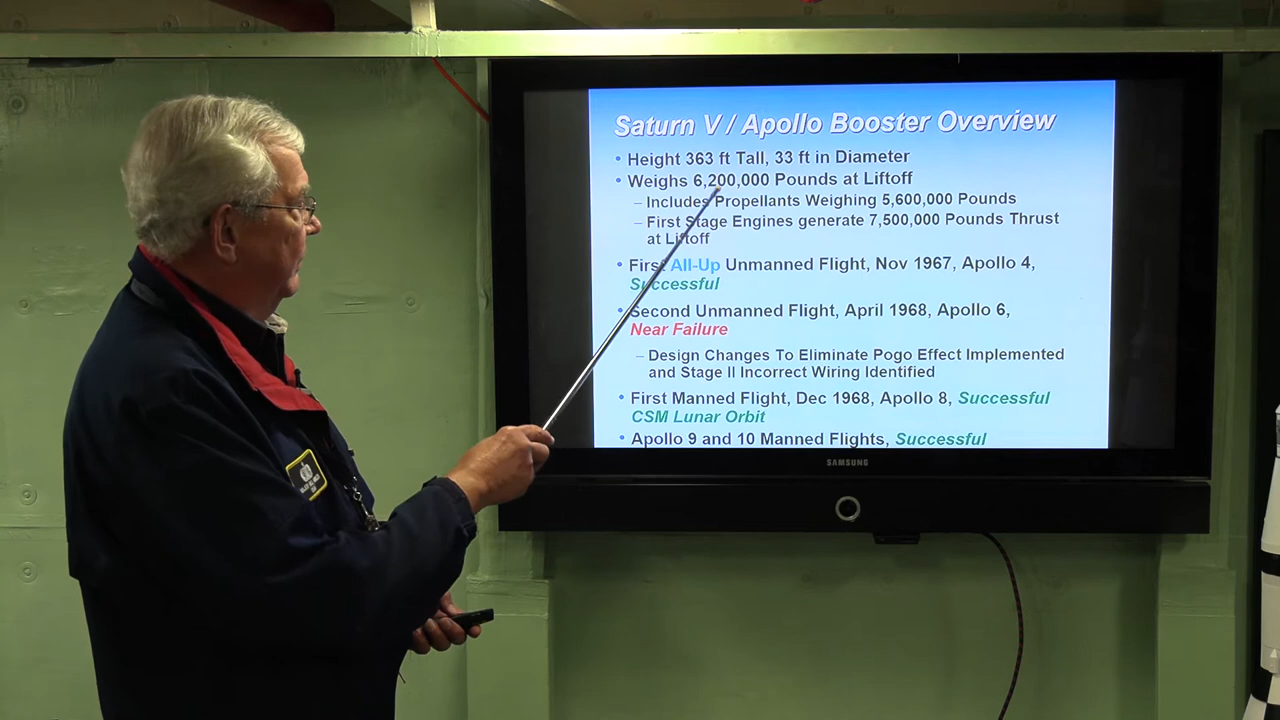 Saturn V / Apollo Booster Overview
• Height 363 ft Tall, 33 ft in Diameter
• Weighs 6,200,000 Pounds at Liftoff
– Includes Propellants Weighing 5,600,000 Pounds
– First Stage Engines generate 7,500,000 Pounds Thrust
at Liftoff
• First All-Up Unmanned Flight, Nov 1967, Apollo 4,
Successful
• Second Unmanned Flight, April 1968, Apollo 6,
Near Failure
– Design Changes To Eliminate Pogo Effect Implemented
and Stage II Incorrect Wiring Identified
• First Manned Flight, Dec 1968, Apollo 8, Successful
CSM Lunar Orbit
• Apollo 9 and 10 Manned Flights, Successful
SAMSUNG